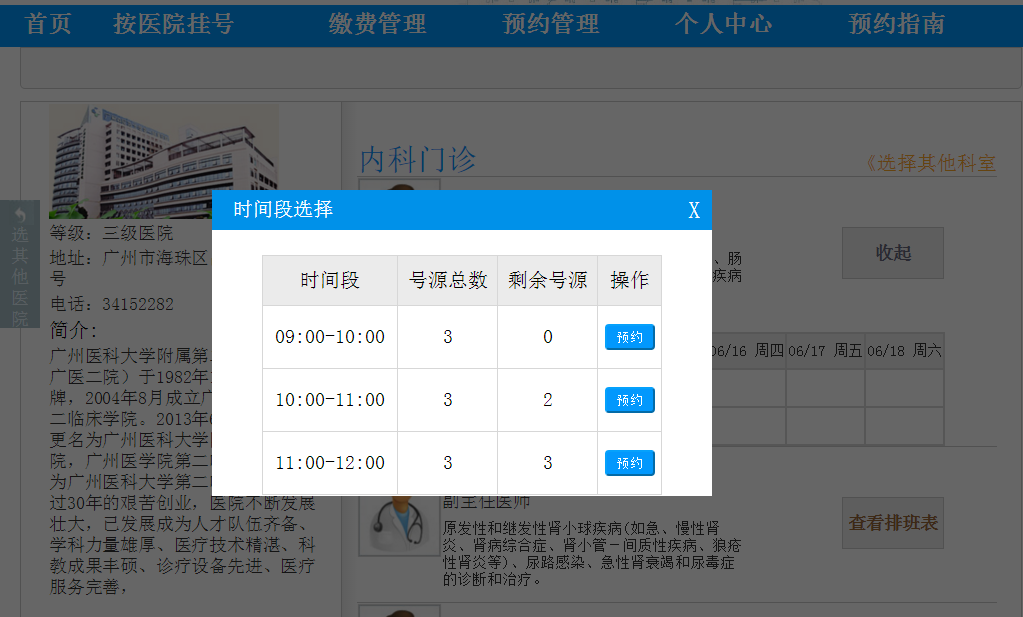 首页 按医院挂号 缴费管理 预约管理 个人中心 预约指南
内科门诊
《选择其他科室
选其他医院
等级：三级医院
地址：广州市海珠区
号
电话：34152282
简介：
广州医科大学附属第
广医二院）于1982年
牌，2004年8月成立广
二临床学院。2013年
更名为广州医科大学
院，广州医学院第二
为广州医科大学第二
过30年的艰苦创业，医院不断发展
壮大，已发展成为人才队伍齐备、
学科力量雄厚、医疗技术精湛、科
教成果丰硕、诊疗设备先进、医疗
服务完善，
时间段选择 X
时间段 号源总数 剩余号源 操作
09:00-10:00 3 0 预约
10:00-11:00 3 2 预约
11:00-12:00 3 3 预约
、肠
疾病
收起
06/16 周四 06/17 周五 06/18 周六
副主任医师
原发性和继发性肾小球疾病(如急、慢性肾
炎、肾病综合症、肾小管－间质性疾病、狼疮
性肾炎等)、尿路感染、急性肾衰竭和尿毒症
的诊断和治疗。
查看排班表